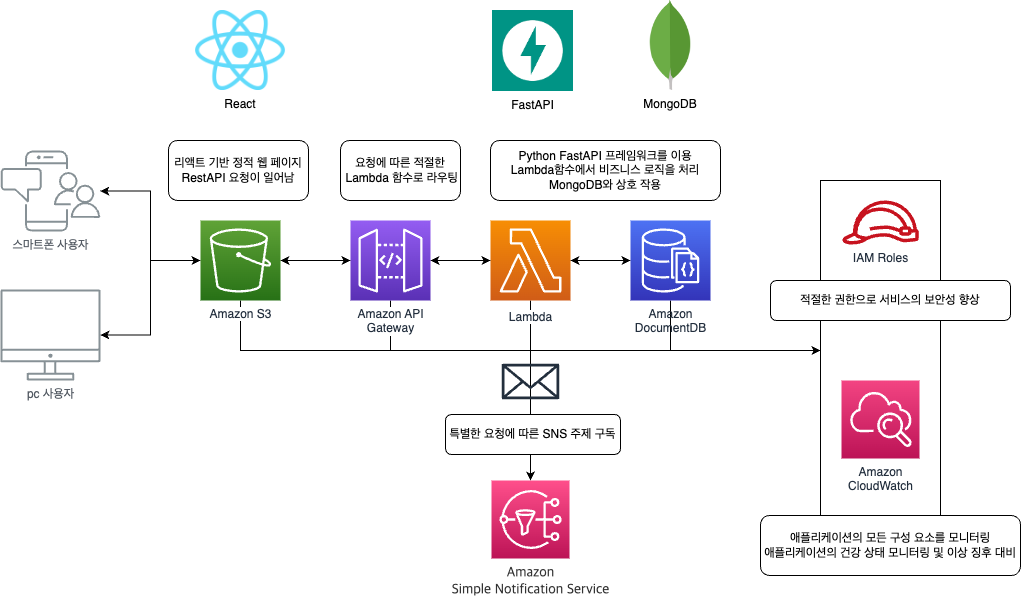 React
FastAPI
MongoDB
리액트 기반 정적 웹 페이지
RestAPI 요청이 일어남
요청에 따른 적절한
Lambda 함수로 라우팅
Python FastAPI 프레임워크를 이용
Lambda함수에서 비즈니스 로직을 처리
MongoDB와 상호 작용
스마트폰 사용자
pc 사용자
Amazon S3
Amazon API
Gateway
Lambda
Amazon
DocumentDB
IAM Roles
적절한 권한으로 서비스의 보안성 향상
특별한 요청에 따른 SNS 주제 구독
Amazon
Simple Notification Service
Amazon
CloudWatch
애플리케이션의 모든 구성 요소를 모니터링
애플리케이션의 건강 상태 모니터링 및 이상 징후 대비